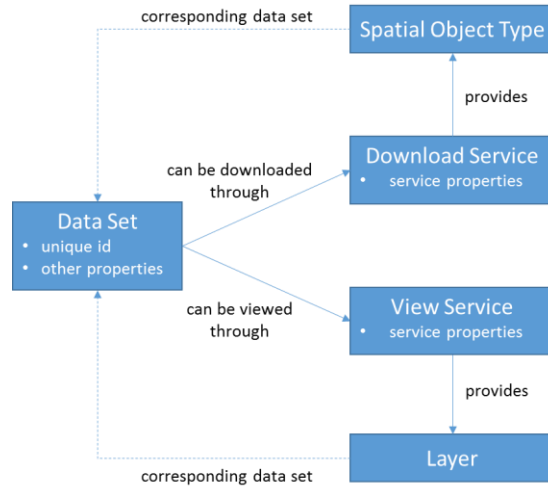 corresponding data set
Spatial Object Type
provides
can be downloaded
through
Download Service
• service properties
Data Set
• unique id
• other properties
can be viewed
through
View Service
• service properties
provides
Layer
corresponding data set